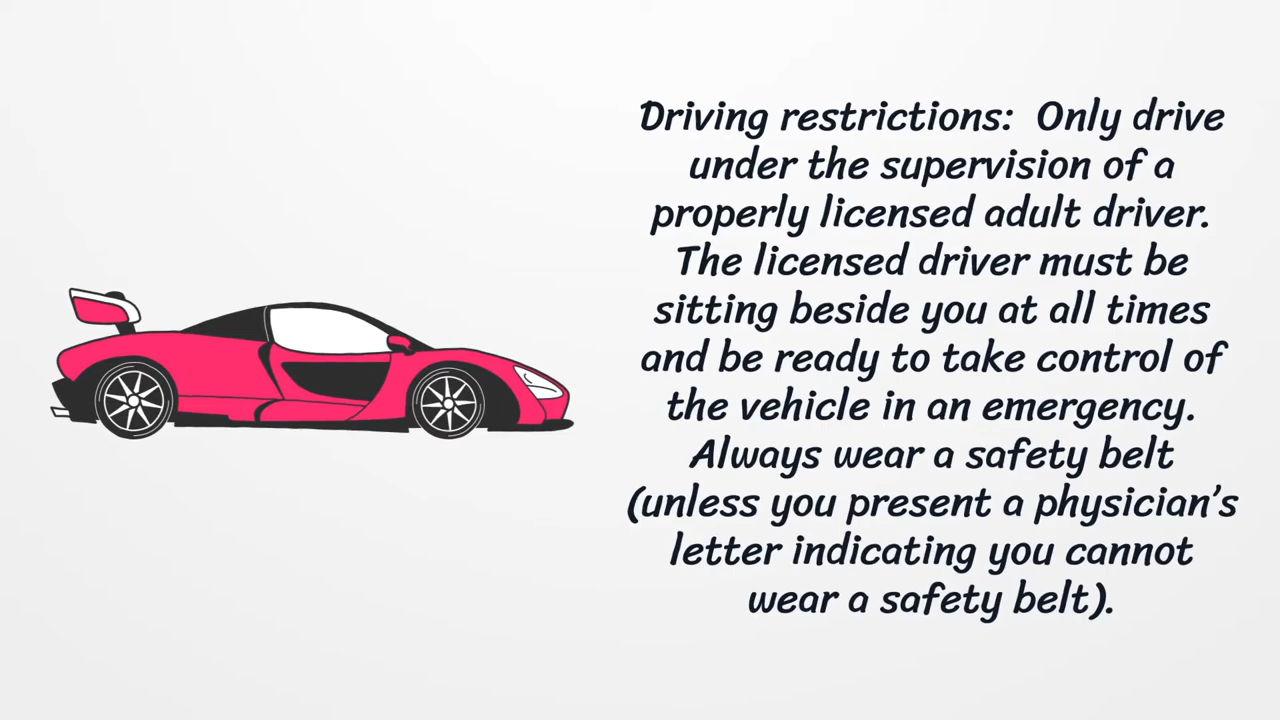 Driving restrictions:  Only drive
under the supervision of a
properly licensed adult driver.
The licensed driver must be
sitting beside you at all times
and be ready to take control of
the vehicle in an emergency.
Always wear a safety belt
(unless you present a physician's
letter indicating you cannot
wear a safety belt).